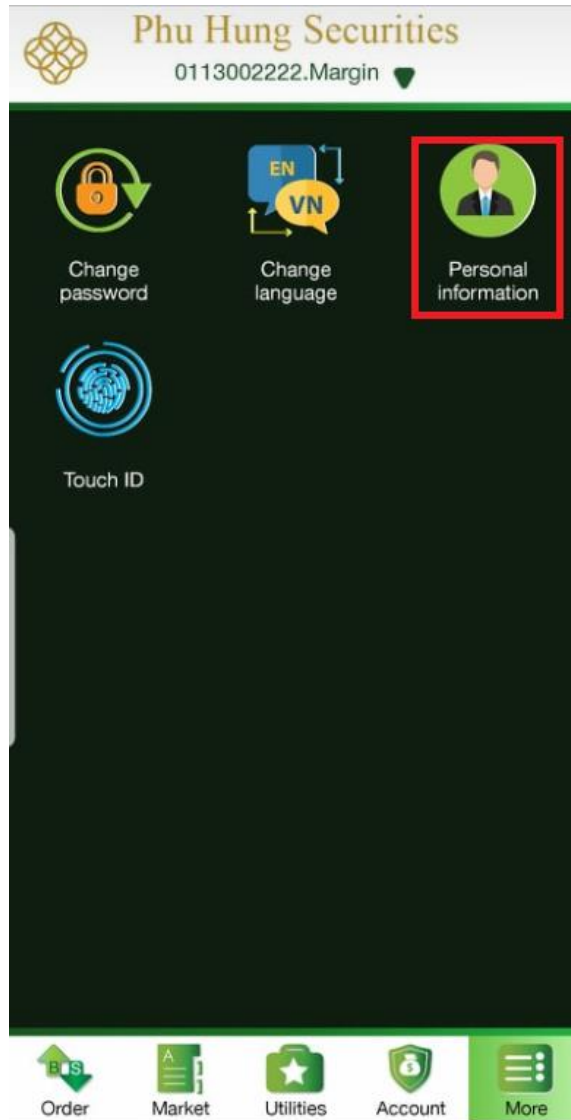 Phu Hung Securities
0113002222.Margin
EN
VN
Change
password
Change
language
Personal
information
Touch ID
B S
A
Order
Market
Utilities
Account
More